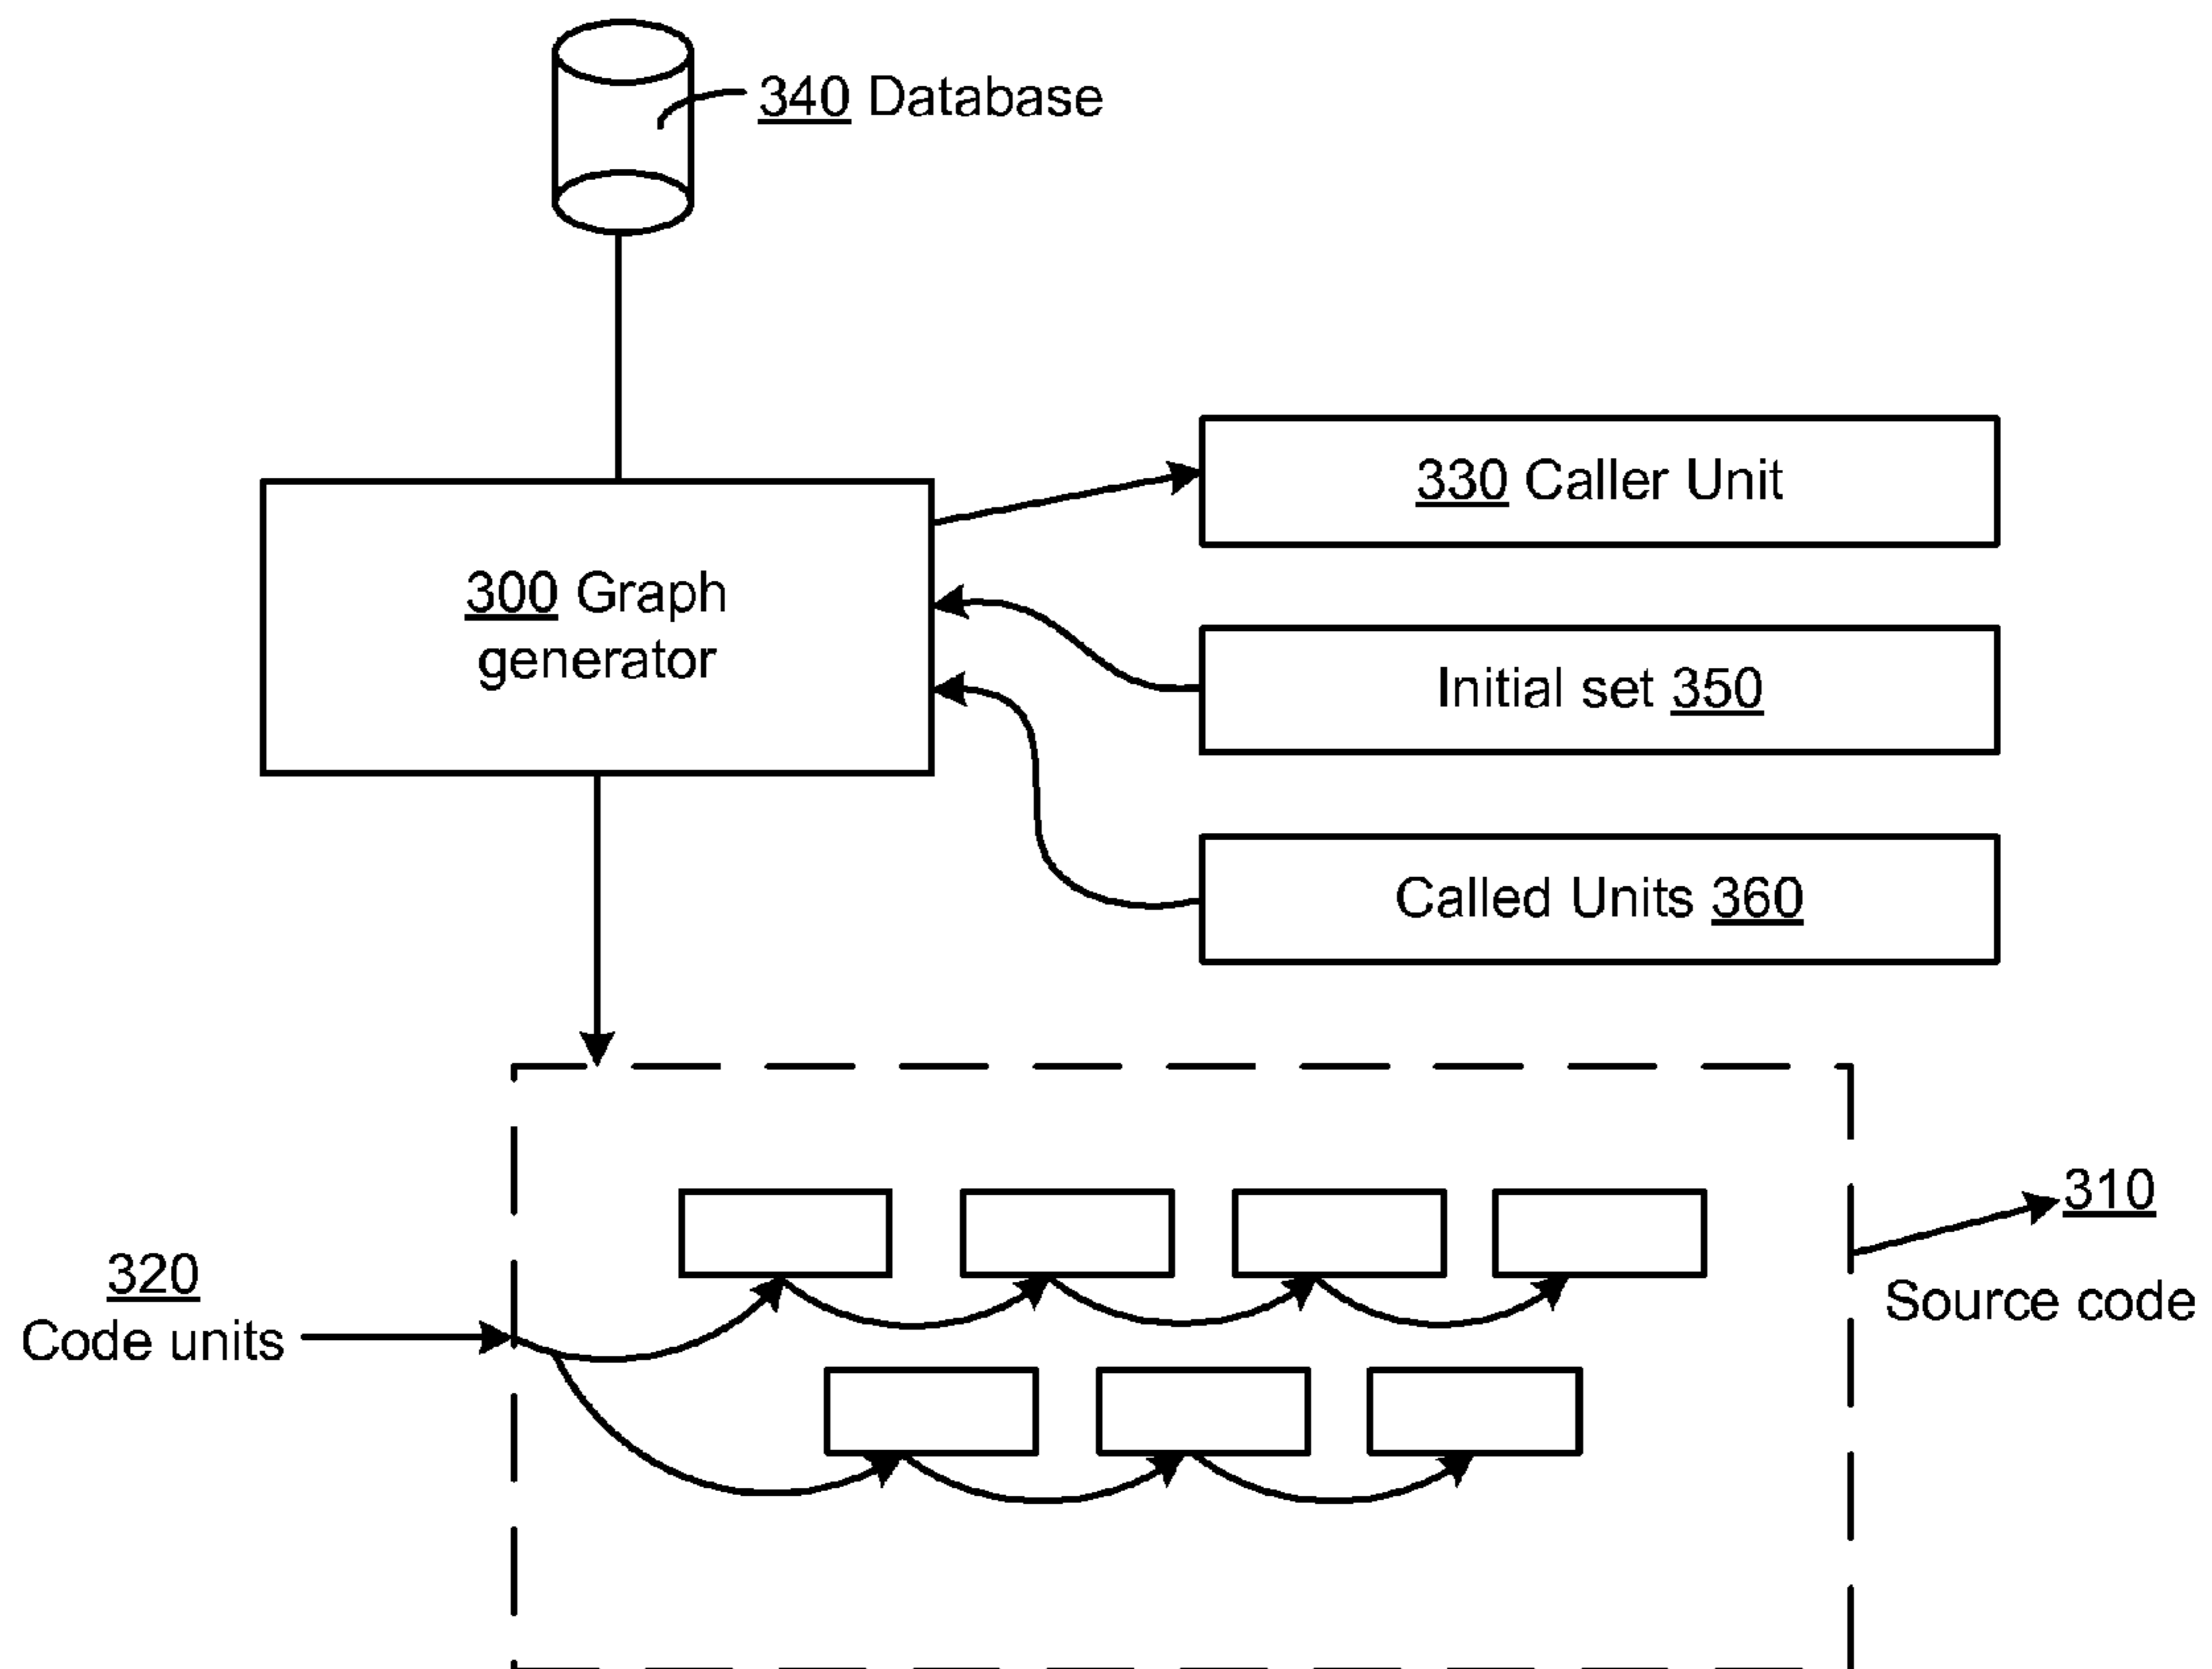 340 Database
330 Caller Unit
300 Graph
generator
Initial set 350
Called Units 360
310
Source code
320
Code units